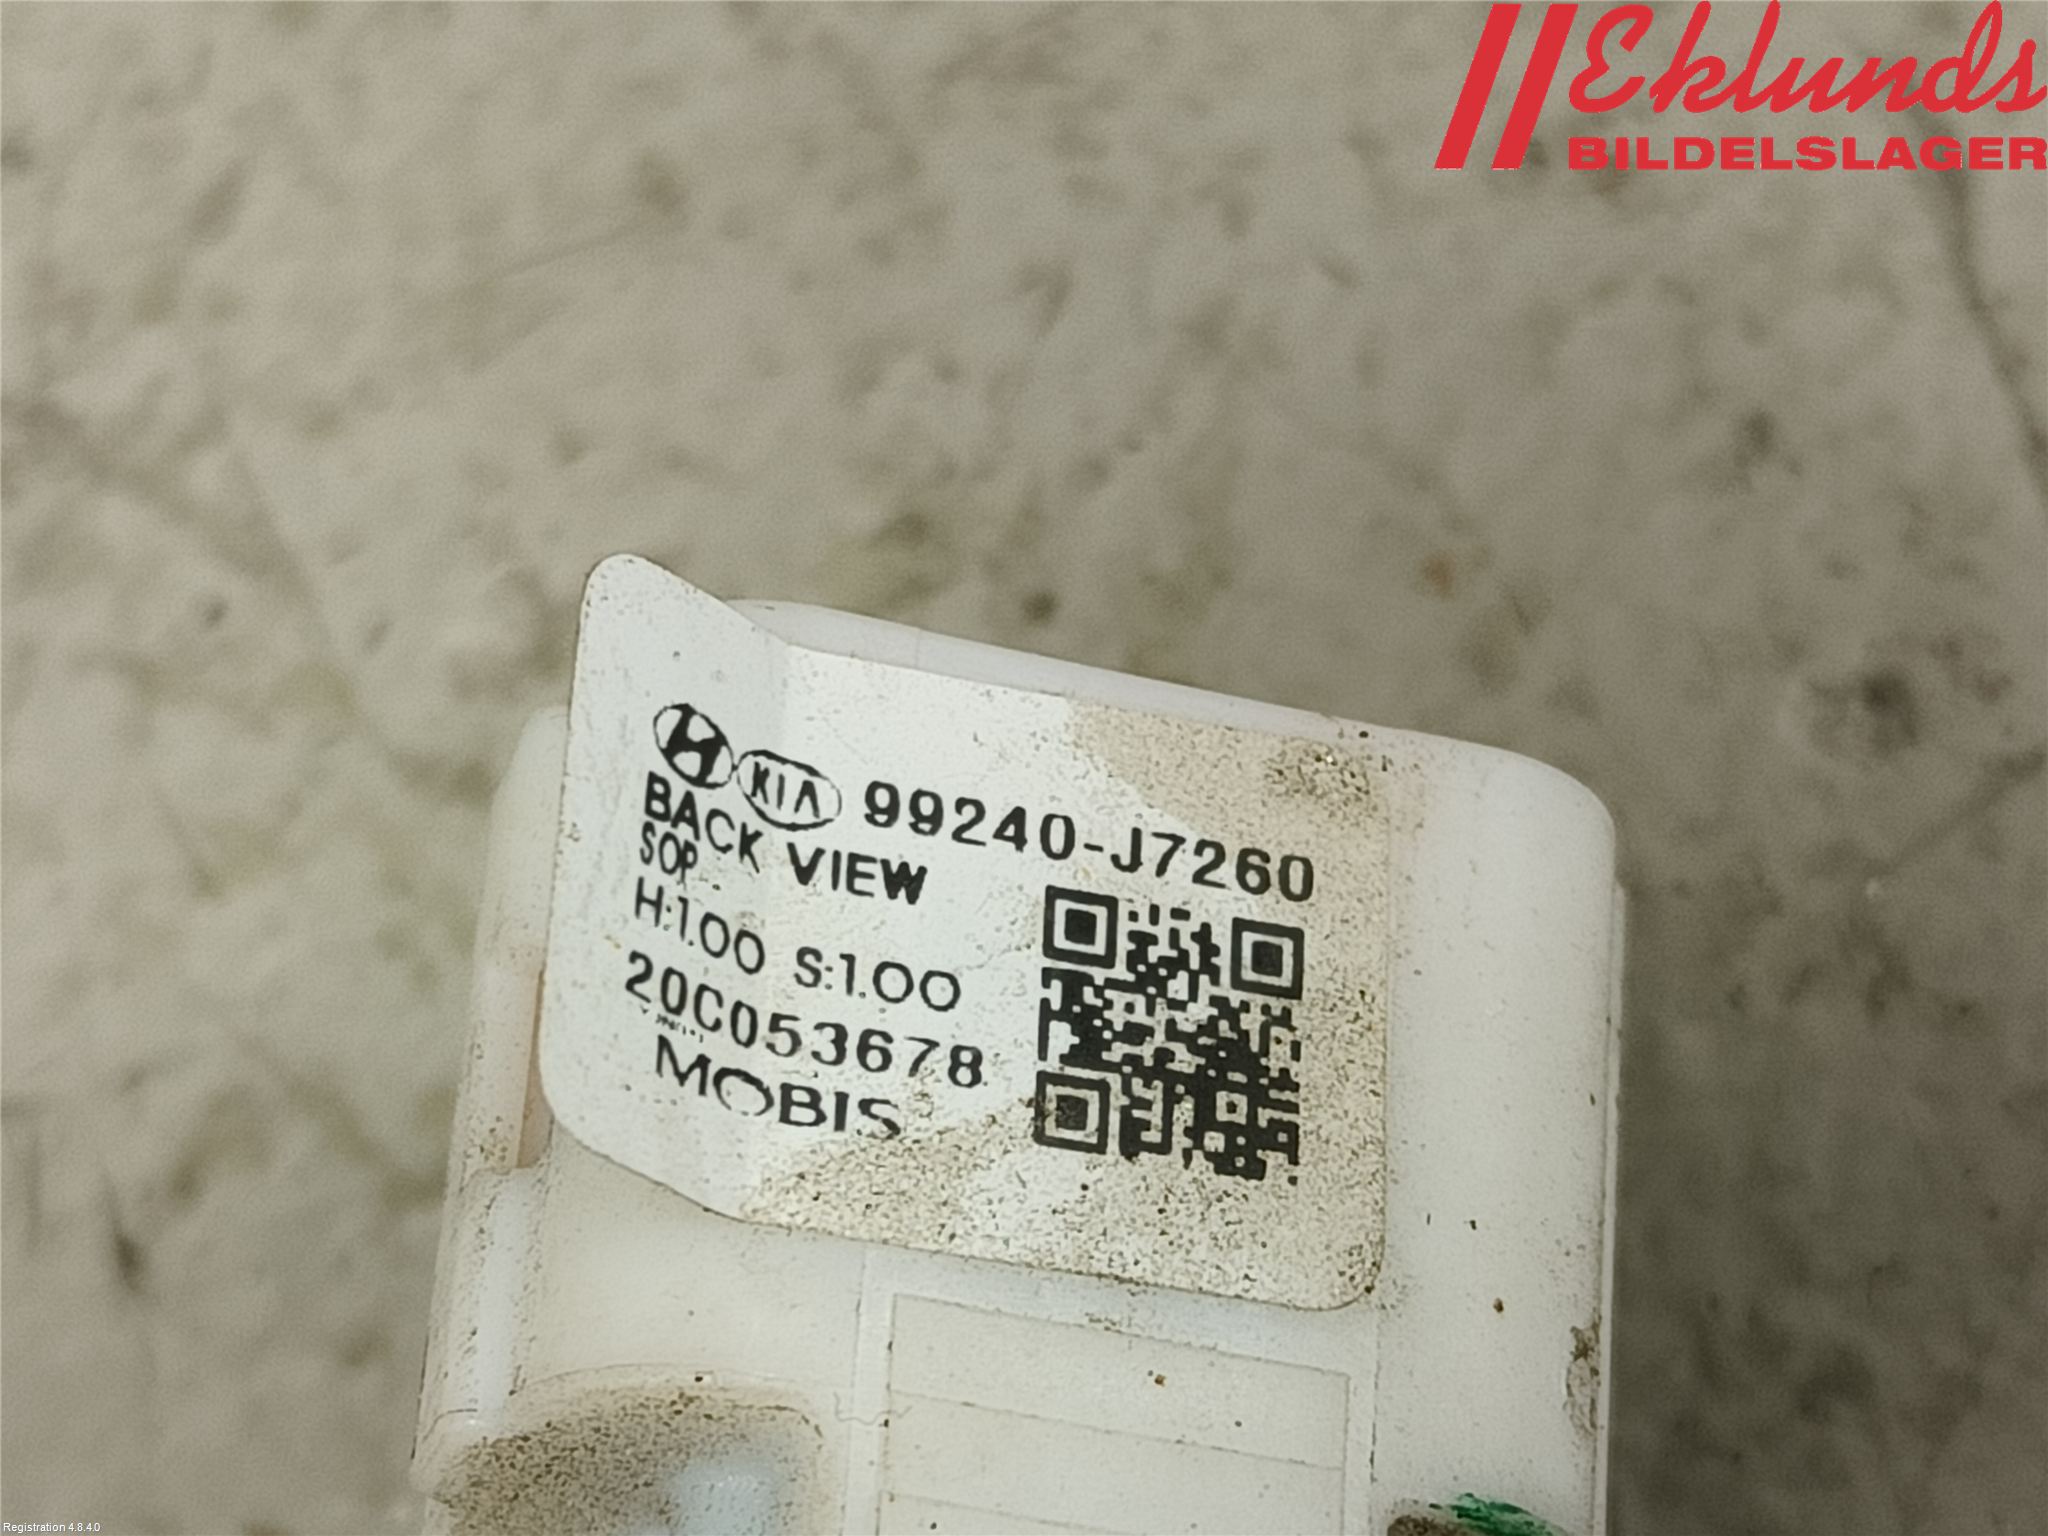 Eklunds
BILDELSLAGER
KIA 99240-J7260
BACK VIEW
SOP
H:1.00 S:1.00
20C053678
MOBIS
Registration 4.8.4.0